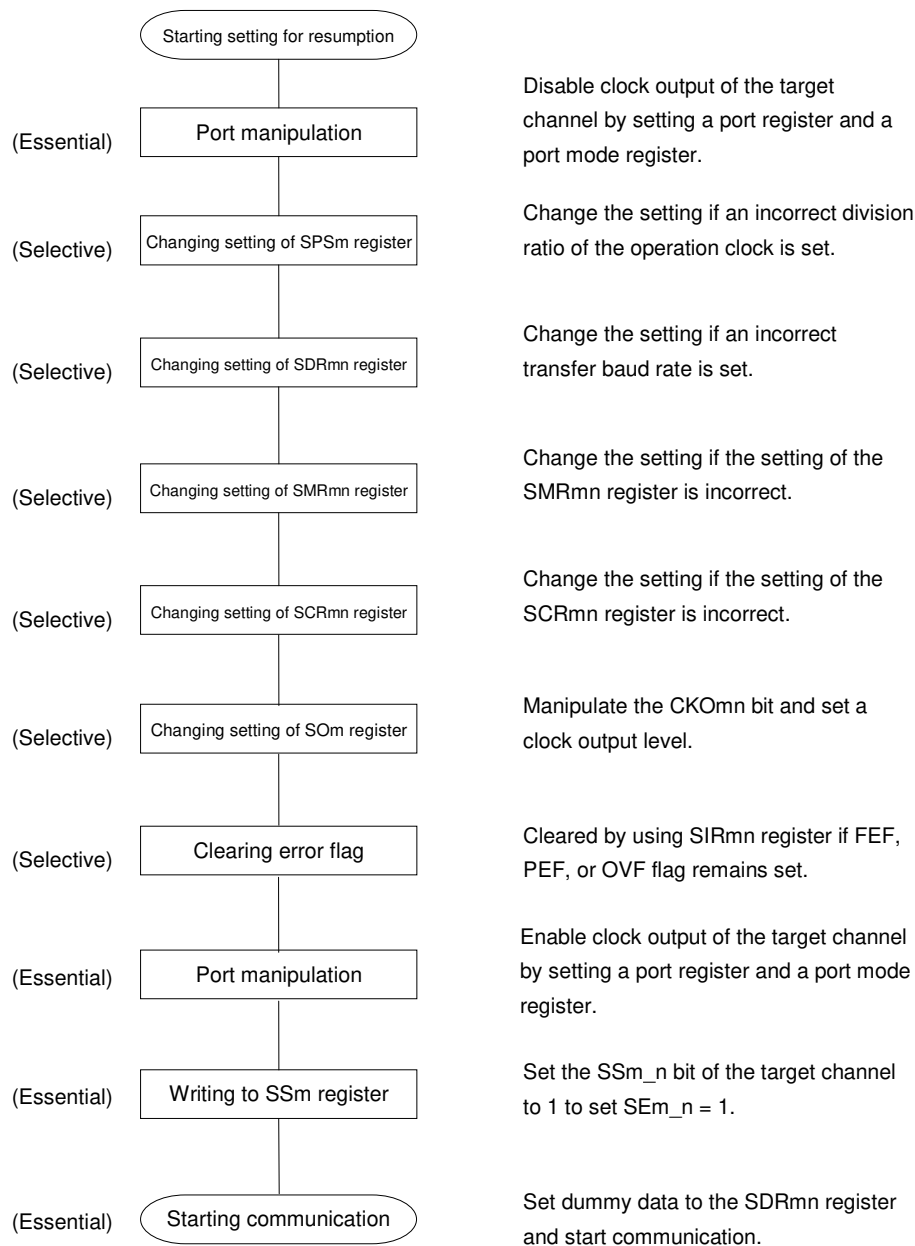 Starting setting for resumption
(Essential)
Port manipulation
Disable clock output of the target
channel by setting a port register and a
port mode register.
(Selective)
Changing setting of SPSm register
Change the setting if an incorrect division
ratio of the operation clock is set.
(Selective)
Changing setting of SDRmn register
Change the setting if an incorrect
transfer baud rate is set.
(Selective)
Changing setting of SMRmn register
Change the setting if the setting of the
SMRmn register is incorrect.
(Selective)
Changing setting of SCRmn register
Change the setting if the setting of the
SCRmn register is incorrect.
(Selective)
Changing setting of SOm register
Manipulate the CKOmn bit and set a
clock output level.
(Selective)
Clearing error flag
Cleared by using SIRmn register if FEF,
PEF, or OVF flag remains set.
(Essential)
Port manipulation
Enable clock output of the target channel
by setting a port register and a port mode
register.
(Essential)
Writing to SSm register
Set the SSm_n bit of the target channel
to 1 to set SEm_n = 1.
(Essential)
Starting communication
Set dummy data to the SDRmn register
and start communication.